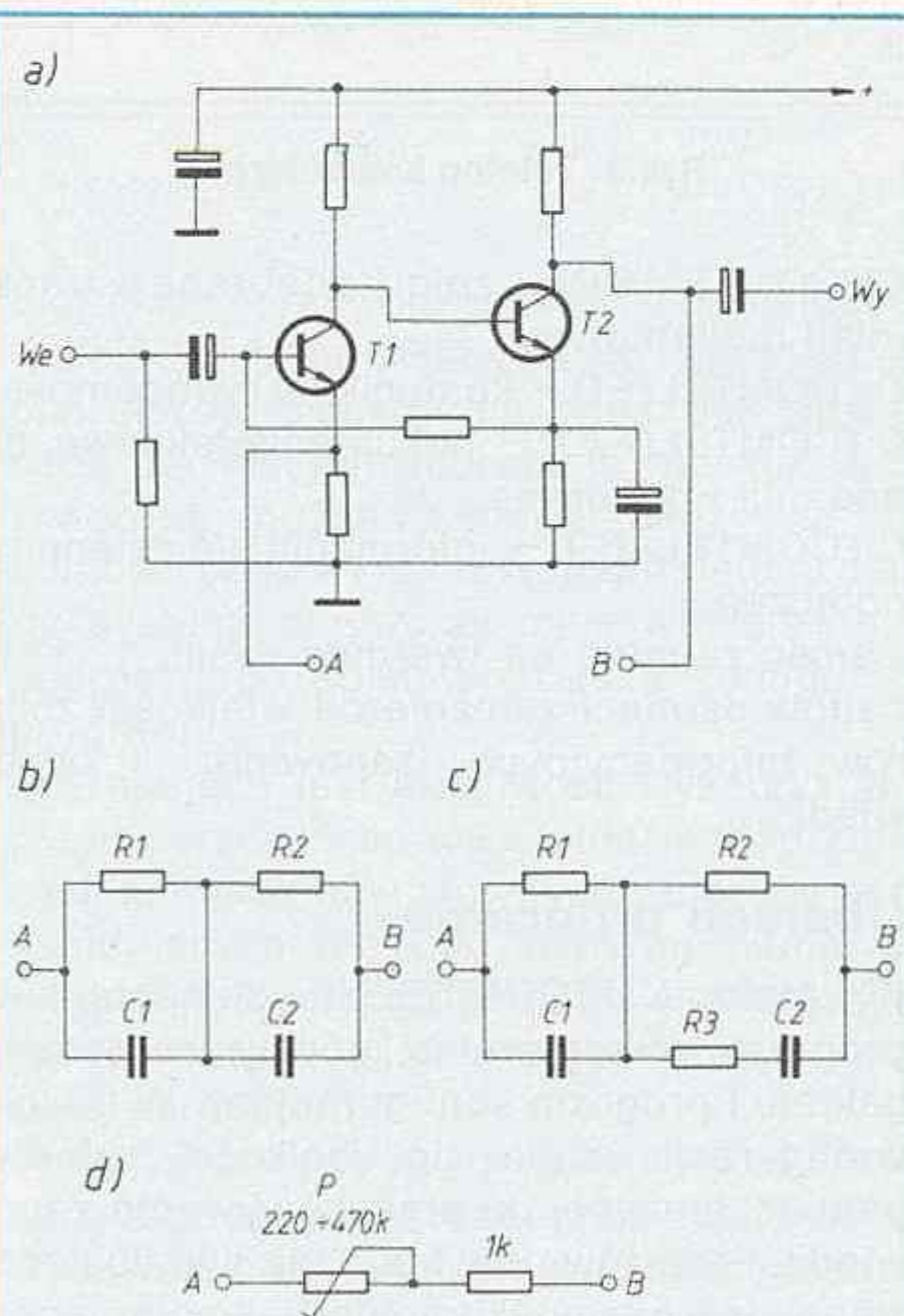 a)
+
We
T1
T2
Wy
A
B
b)
c)
R1 R2
A B
C1 C2
R1 R2
A B
C1 R3 C2
d)
P
220÷470k 1k
A B